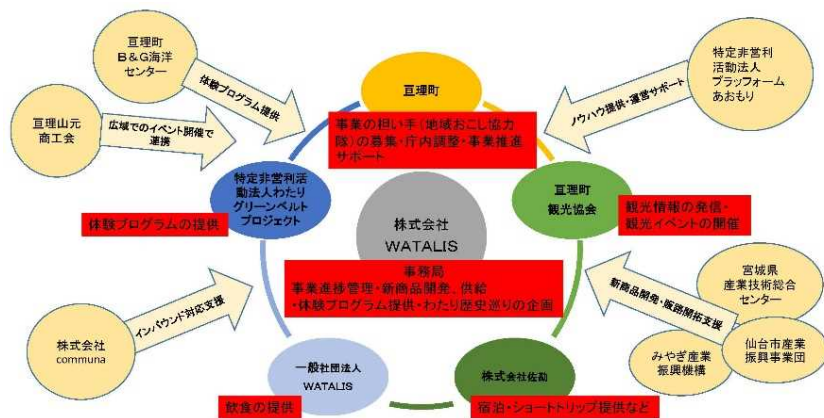 亘理町
B&G海洋
センター
体験プログラム提供
亘理山元
商工会
広域でのイベント開催で
連携
亘理町
事業の担い手(地域おこし協力
隊)の募集・庁内調整・事業推進
サポート
特定非営利
活動法人
プラッフォーム
あおもり
ノウハウ提供・運営サポート
特定非営利活
動法人わたり
グリーンベルト
プロジェクト
体験プログラムの提供
株式会社
WATALIS
事務局
事業進捗管理・新商品開発、供給
・体験プログラム提供・わたり歴史巡りの企画
亘理町
観光協会
観光情報の発信・
観光イベントの開催
新商品開発・販路開拓支援
宮城県
産業技術総合
センター
仙台市産業
振興事業団
みやぎ産業
振興機構
株式会社
communa
インバウンド対応支援
一般社団法人
WATALIS
飲食の提供
株式会社佐勘
宿泊・ショートトリップ提供など